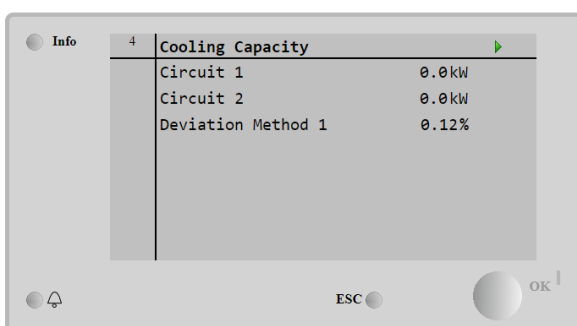 Info
4 Cooling Capacity
Circuit 1 0.0kW
Circuit 2 0.0kW
Deviation Method 1 0.12%
ESC
OK